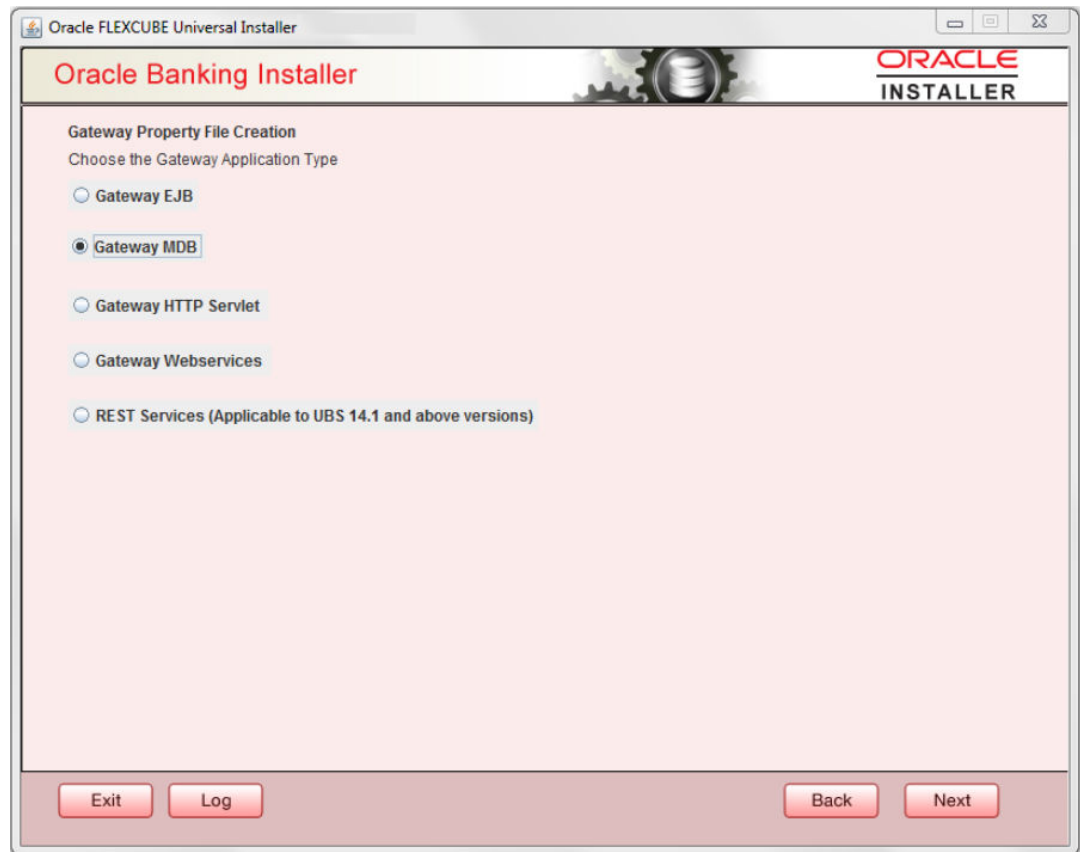 Oracle FLEXCUBE Universal Installer
Oracle Banking Installer
ORACLE
INSTALLER
Gateway Property File Creation
Choose the Gateway Application Type
Gateway EJB
Gateway MDB
Gateway HTTP Servlet
Gateway Webservices
REST Services (Applicable to UBS 14.1 and above versions)
Exit Log Back Next